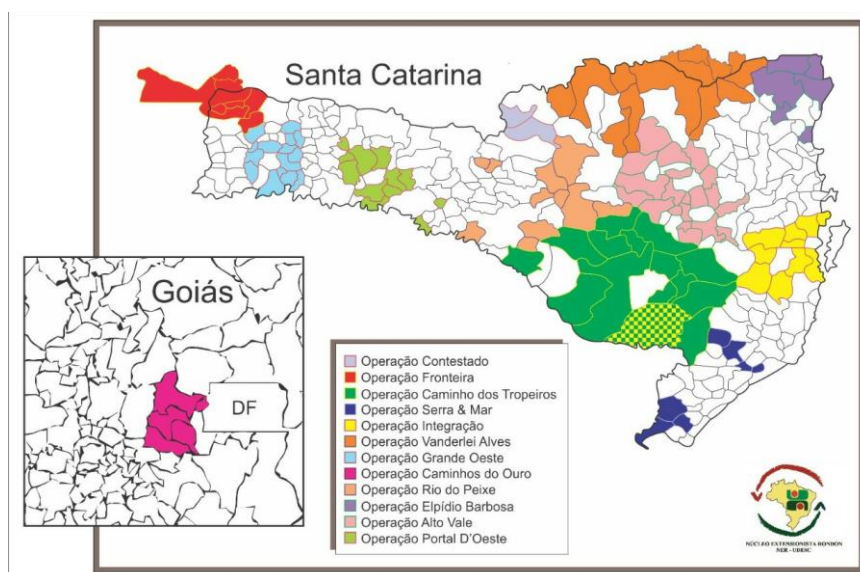 Santa Catarina
Goiás
DF
Operação Contestado
Operação Fronteira
Operação Caminho dos Tropeiros
Operação Serra & Mar
Operação Integração
Operação Vanderlei Alves
Operação Grande Oeste
Operação Caminhos do Ouro
Operação Rio do Peixe
Operação Elpídio Barbosa
Operação Alto Vale
Operação Portal D'Oeste
NÚCLEO EXTENSIONISTA RONDON
NER - UDESC